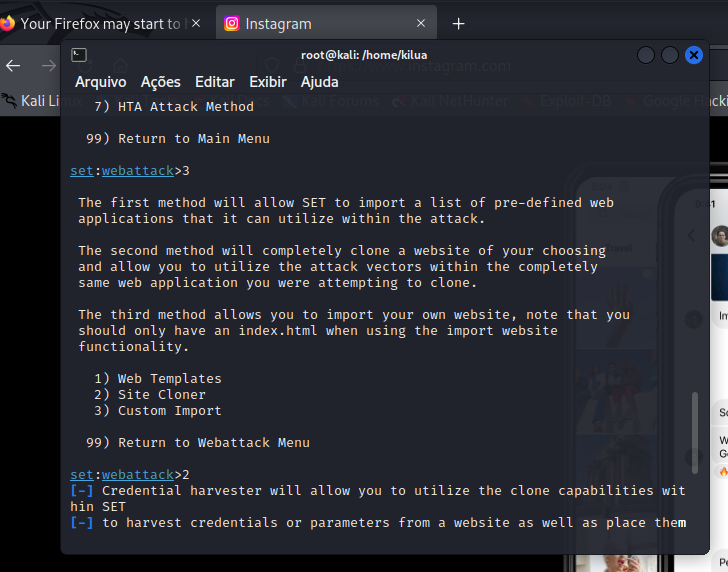 Your Firefox may start to
Instagram
root@kali: /home/kilua
instagram.com
Arquivo Ações Editar Exibir Ajuda
Kali Linux
Kali Forums Kali NetHunter Exploit-DB Google Hacki
7) HTA Attack Method
99) Return to Main Menu
set:webattack>3
The first method will allow SET to import a list of pre-defined web
applications that it can utilize within the attack.
The second method will completely clone a website of your choosing
and allow you to utilize the attack vectors within the completely
same web application you were attempting to clone.
The third method allows you to import your own website, note that you
should only have an index.html when using the import website
functionality.
1) Web Templates
2) Site Cloner
3) Custom Import
99) Return to Webattack Menu
set:webattack>2
[-] Credential harvester will allow you to utilize the clone capabilities wit
hin SET
[-] to harvest credentials or parameters from a website as well as place them